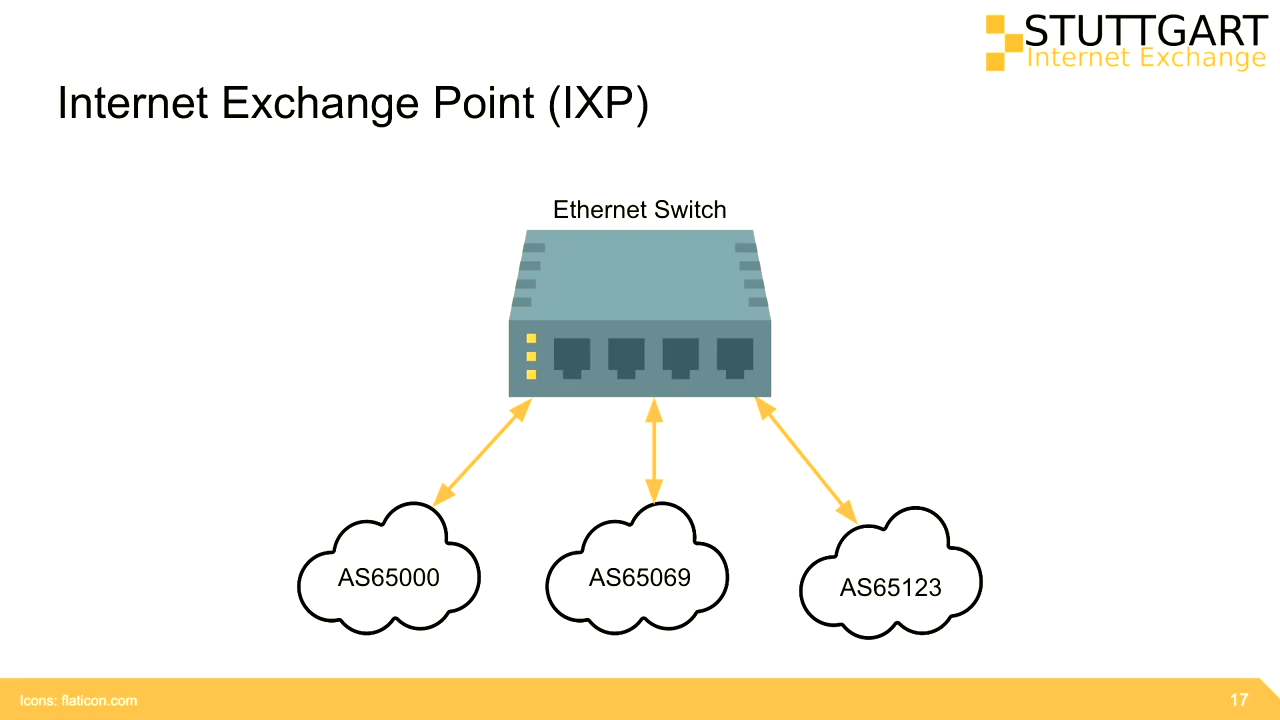 STUTTGART
Internet Exchange
Internet Exchange Point (IXP)
Ethernet Switch
AS65000
AS65069
AS65123
Icons: flaticon.com
17